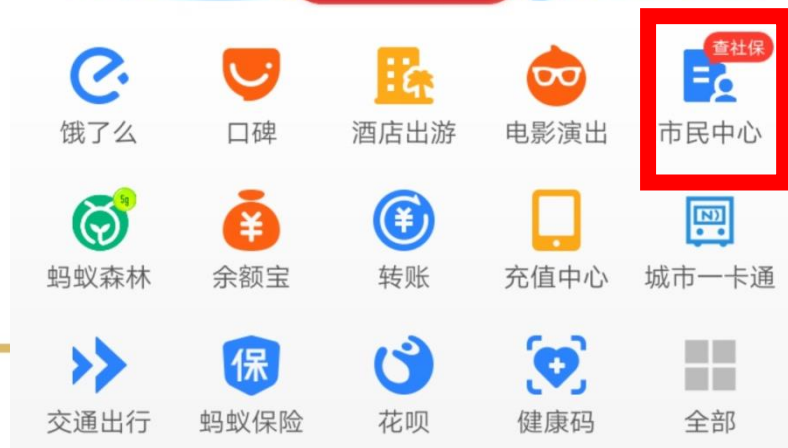 查社保
饿了么 口碑 酒店出游 电影演出 市民中心
5g
蚂蚁森林 余额宝 转账 充值中心 城市一卡通
保
交通出行 蚂蚁保险 花呗 健康码 全部